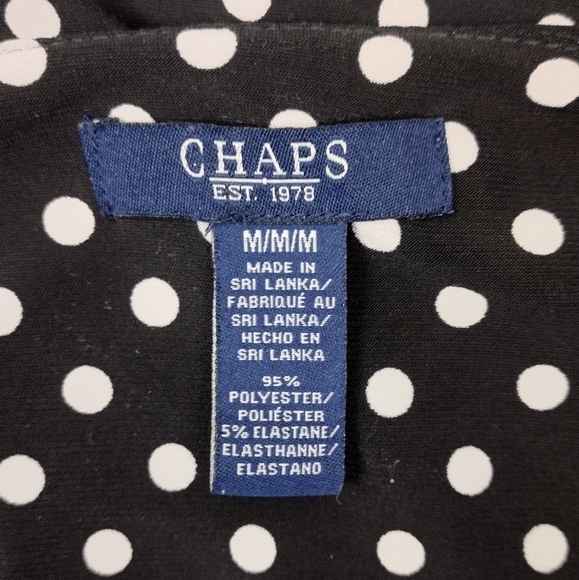 CHAPS
EST. 1978
M/M/M
MADE IN
SRI LANKA/
FABRIQUÉ AU
SRI LANKA/
HECHO EN
SRI LANKA
95%
POLYESTER/
POLIÉSTER
5% ELASTANE/
ELASTHANNE/
ELASTANO